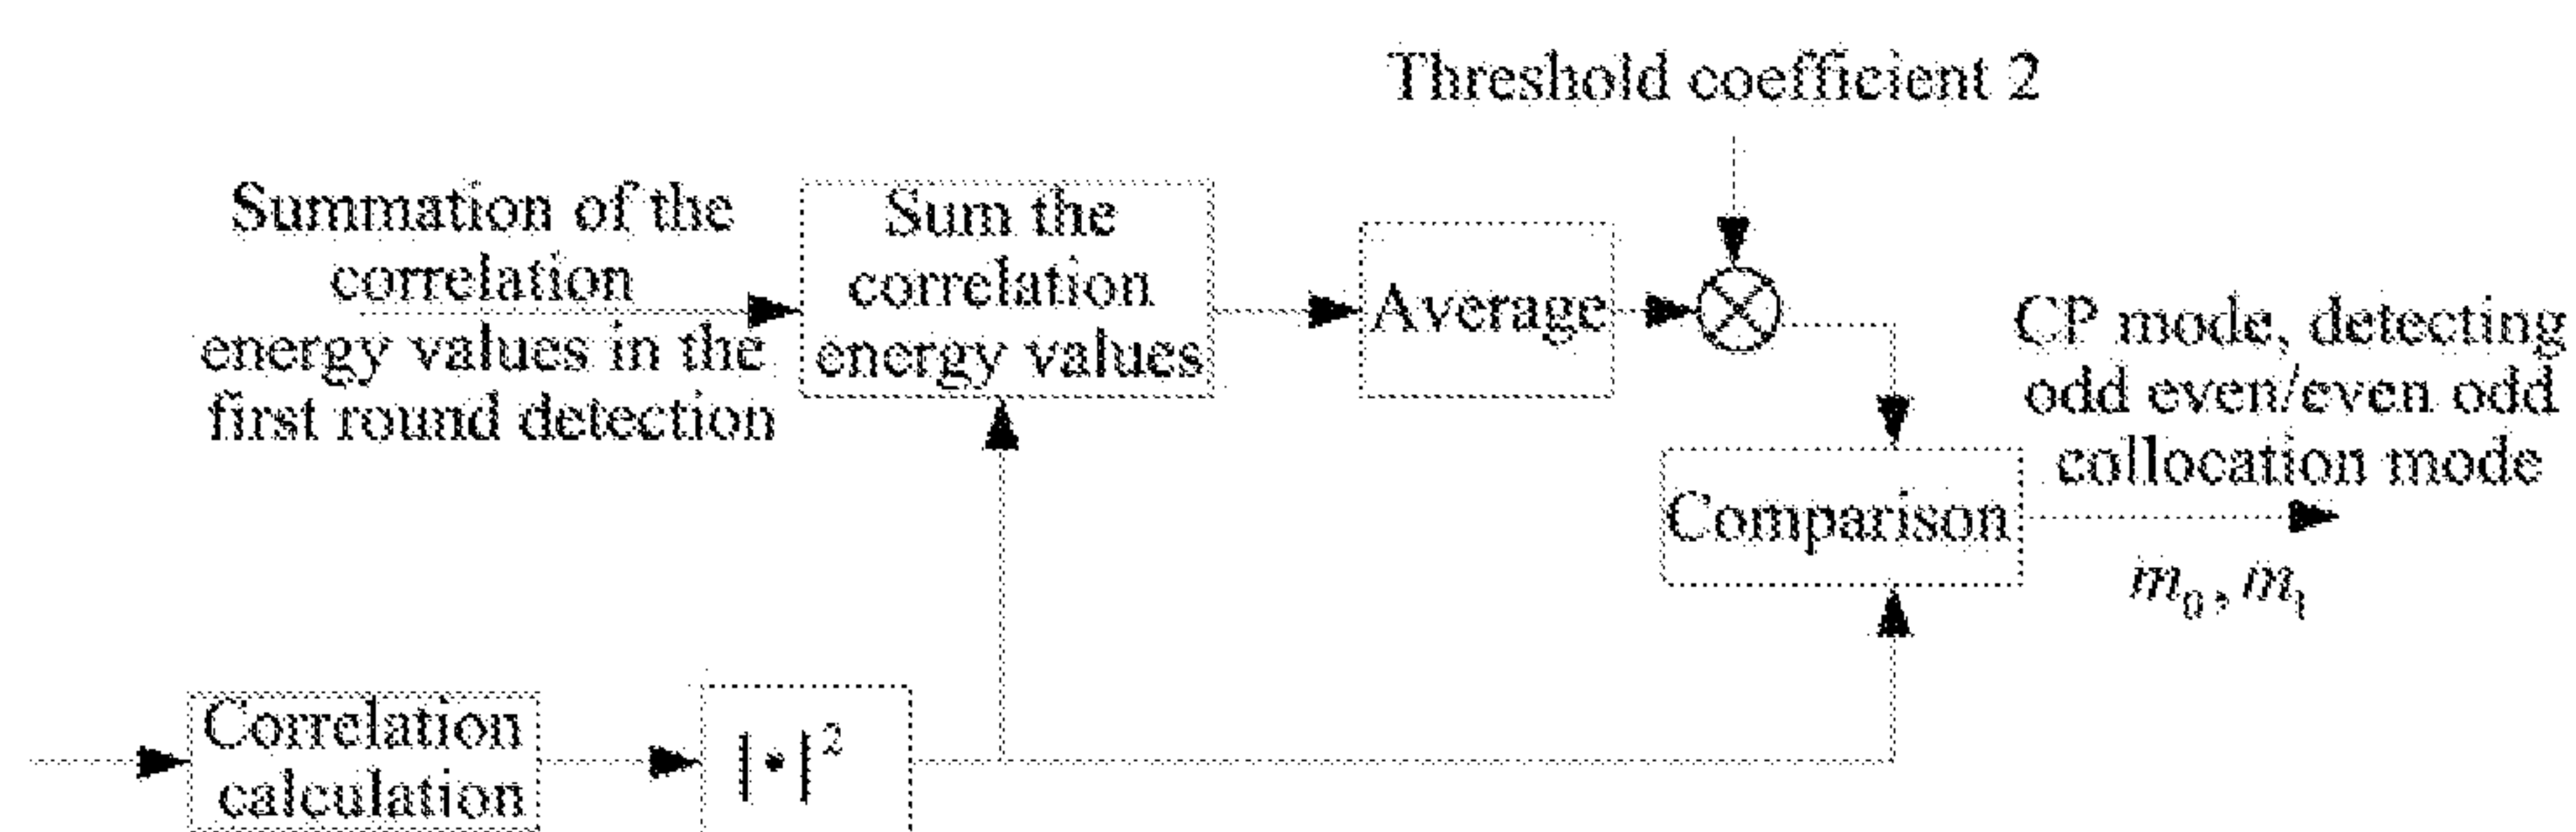 Threshold coefficient 2
Summation of the
correlation
energy values in the
first round detection
Sum the
correlation
energy values
Average
CP mode, detecting
odd even/even odd
collocation mode
Comparison
m₀, m₁
Correlation
calculation
|•|²